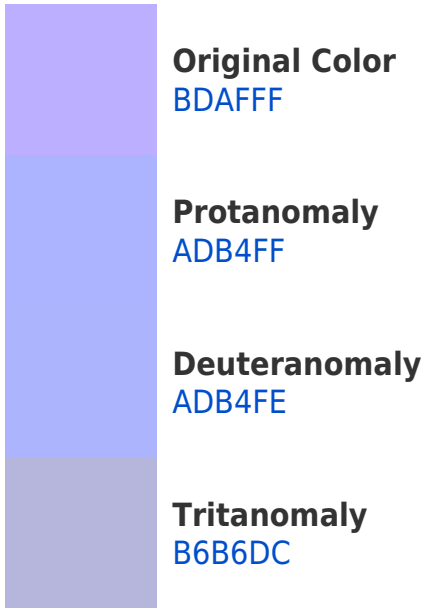 Original Color
BDAFFF
Protanomaly
ADB4FF
Deuteranomaly
ADB4FE
Tritanomaly
B6B6DC